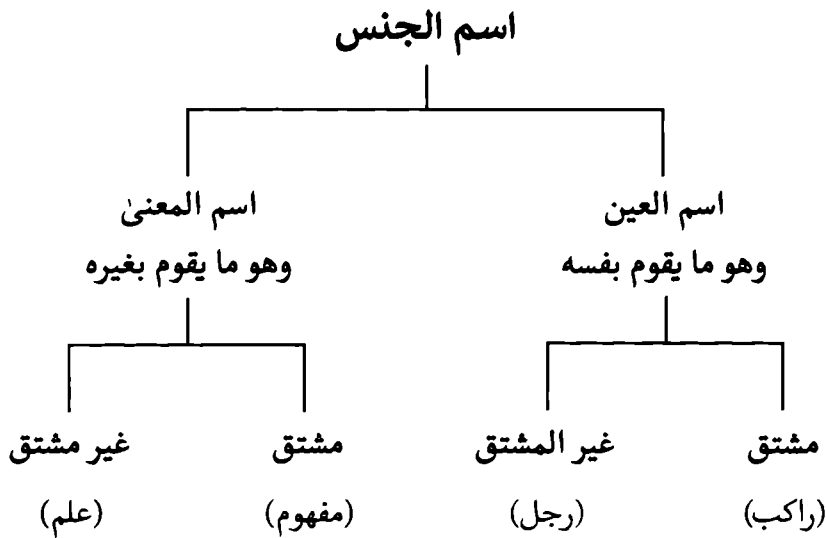 اسم الجنس
اسم العين
وهو ما يقوم بنفسه
اسم المعنىٰ
وهو ما يقوم بغيره
مشتق
(راكب)
غير المشتق
(رجل)
مشتق
(مفهوم)
غير مشتق
(علم)